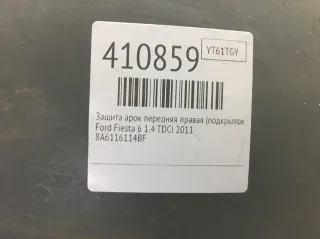 410859
YT61TGY
Защита арок передняя правая (подкрылок
Ford Fiesta 6 1.4 TDCI 2011
8A6116114BF